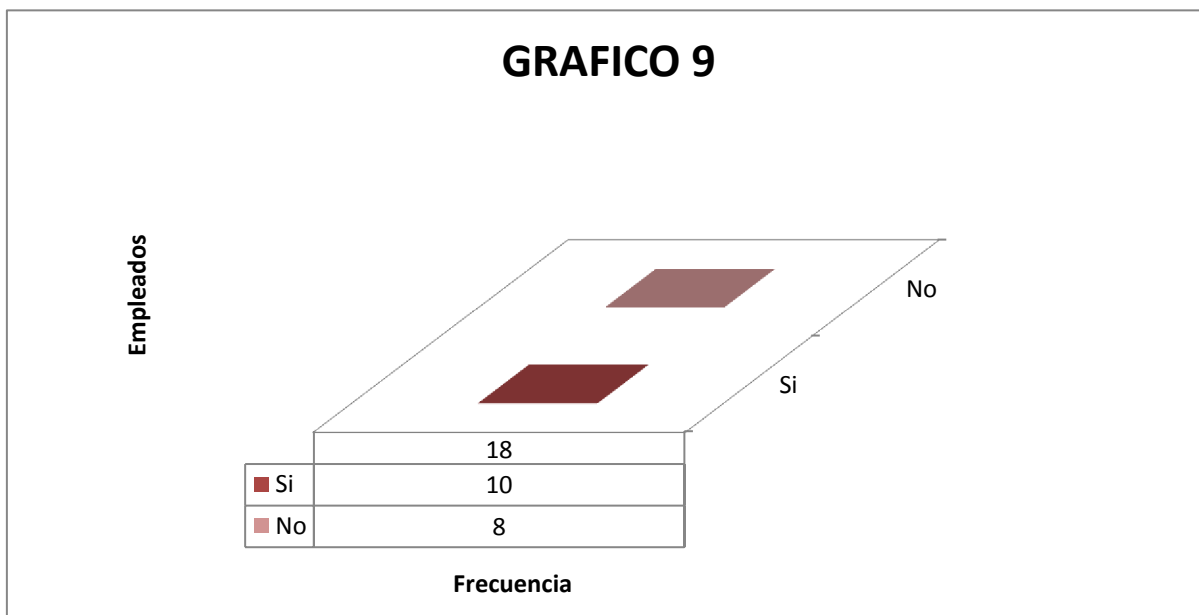 GRAFICO 9
Empleados
No
Si
18
Si 10
No 8
Frecuencia